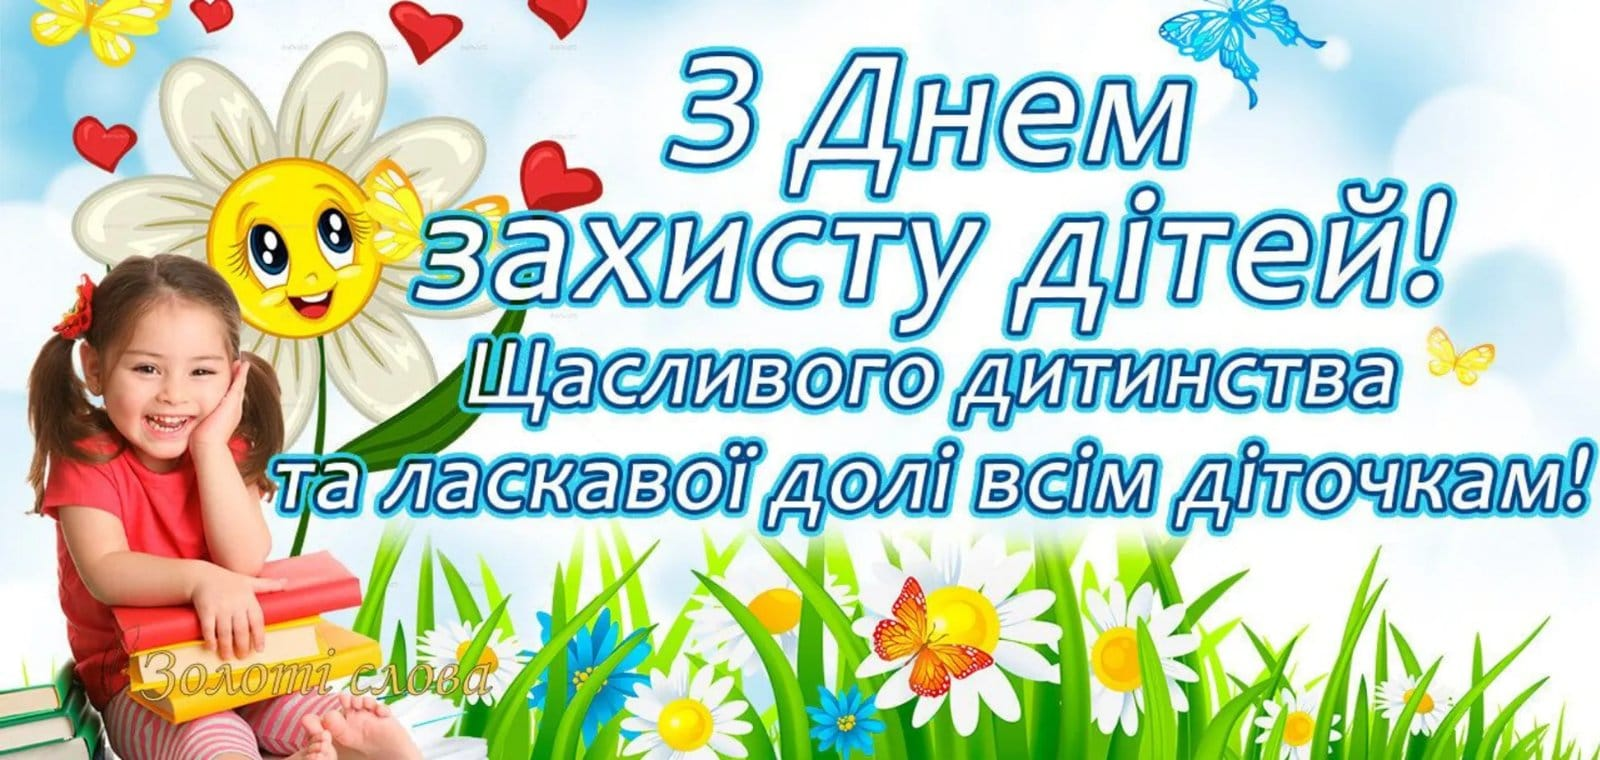 З Днем
захисту дітей!
Щасливого дитинства
та ласкавої долі всім діточкам!
Золоті слова